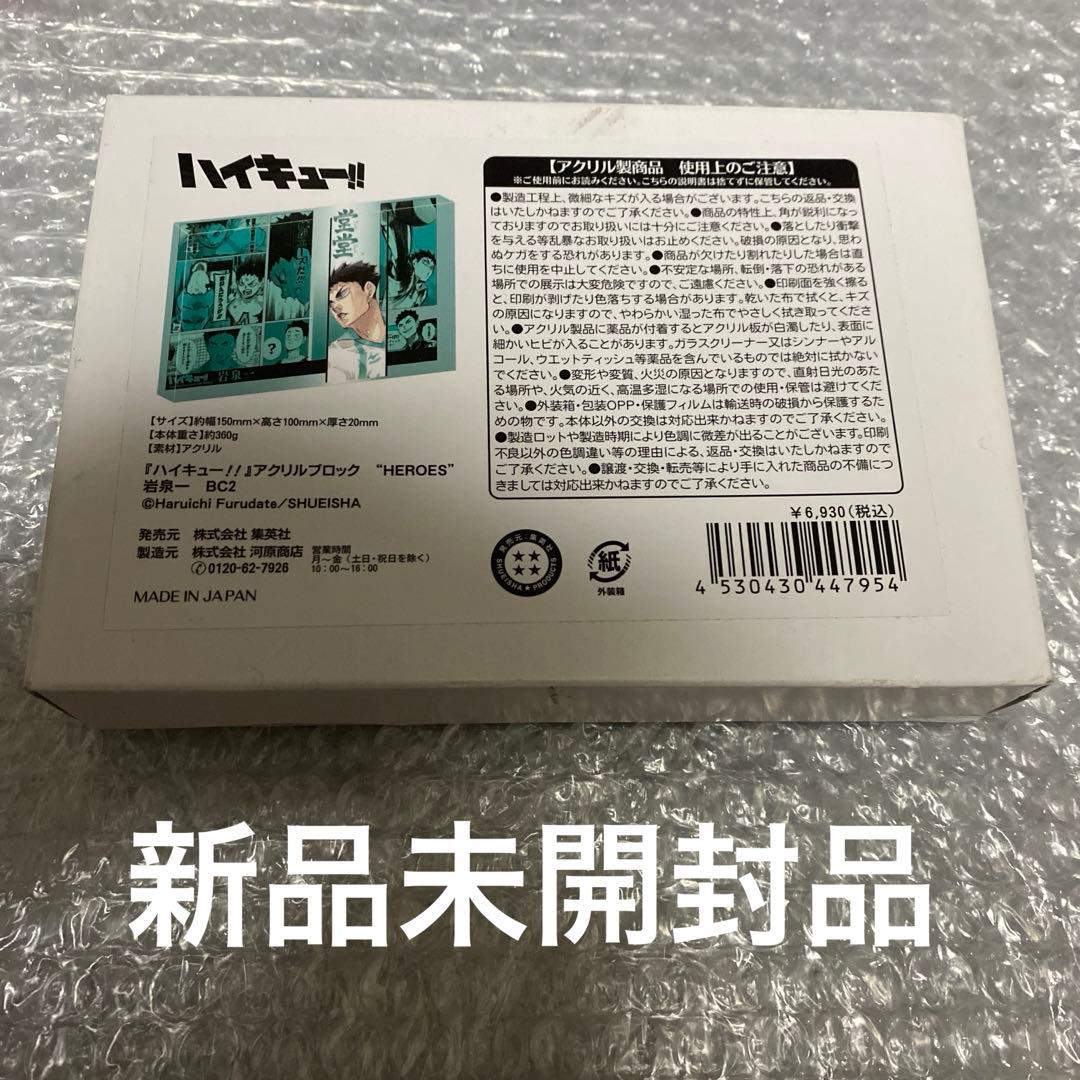 ハイキュー!!
堂堂
?
ハイキュー!!
岩泉一
【サイズ】約幅150mm×高さ100mm×厚さ20mm
【本体重さ】約360g
【素材】アクリル
『ハイキュー!!』アクリルブロック “HEROES”
岩泉一 BC2
©Haruichi Furudate/SHUEISHA
発売元 株式会社 集英社
製造元 株式会社 河原商店
0120-62-7926
営業時間
月～金(土日・祝日を除く)
10:00～16:00
MADE IN JAPAN
【アクリル製商品 使用上のご注意】
※ご使用前にお読みください。こちらの説明書は捨てずに保管してください。
●製造工程上、微細なキズが入る場合がございます。こちらの返品・交換
はいたしかねますのでご了承ください。●商品の特性上、角が鋭利になっ
ておりますのでお取り扱いには十分にご注意ください。●落としたり衝撃
を与える等乱暴なお取り扱いはお止めください。破損の原因となり、思わ
ぬケガをする恐れがあります。●商品が欠けたり割れたりした場合は直
ちに使用を中止してください。●不安定な場所、転倒・落下の恐れがある
場所での展示は大変危険ですので、ご遠慮ください。●印刷面を強く擦る
と、印刷が剥げたり色落ちする場合があります。乾いた布で拭くと、キズ
の原因になりますので、やわらかい湿った布でやさしく拭き取ってくださ
い。●アクリル製品に薬品が付着するとアクリル板が白濁したり、表面に
細かいヒビが入ることがあります。ガラスクリーナー又はシンナーやアル
コール、ウエットティッシュ等薬品を含んでいるものでは絶対に拭かない
でください。●変形や変質、火災の原因となりますので、直射日光のあた
る場所や、火気の近く、高温多湿になる場所での使用・保管は避けてくだ
さい。●外装箱・包装OPP・保護フィルムは輸送時の破損から保護するた
めの物です。本体以外の交換は対応出来かねますのでご了承ください。
●製造ロットや製造時期により色調に微差が出ることがございます。印刷
不良以外の色調違い等の理由による、返品・交換はいたしかねますので
ご了承ください。●譲渡・交換・転売等により手に入れた商品の不備につ
きましては対応出来かねますのでご了承ください。
￥6,930(税込)
発売元:集英社
SHUEISHA★PRODUCTS
紙
外装箱
4 530430 447954
新品未開封品